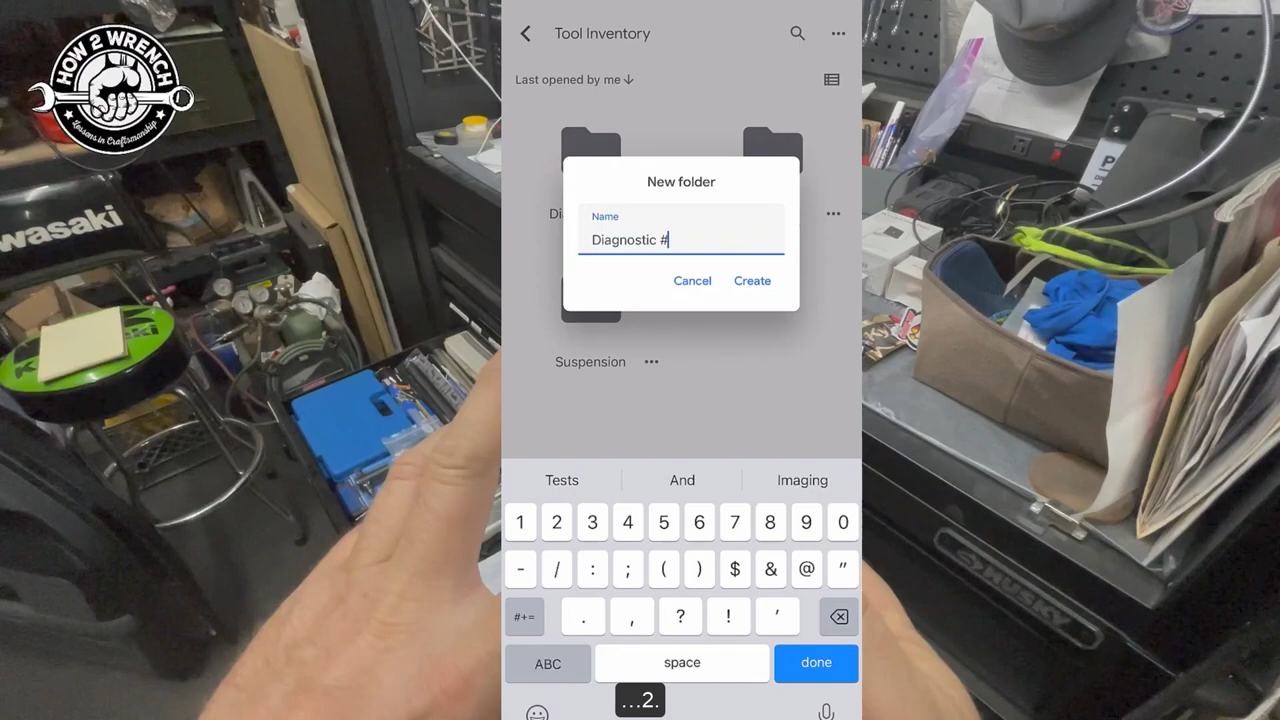 HOW 2 WRENCH
Lessons in Craftsmanship
Kawasaki
Tool Inventory
Last opened by me
New folder
Name
Diagnostic #
Cancel
Create
Suspension
Tests
And
Imaging
1 2 3 4 5 6 7 8 9 0
- / : ; ( ) $ & @ "
#+= . , ? ! '
ABC
space
done
...2.
HUSKY